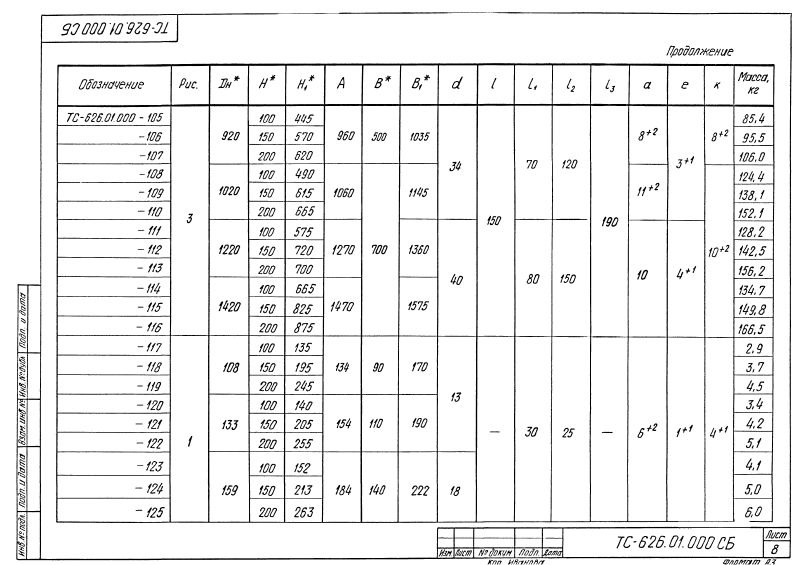 ТС-626.01.000 СБ
Продолжение
Обозначение Рис. Дн* H* H₁* A B* B₁* d l l₁ l₂ l₃ a e к Масса, кг
ТС-626.01.000 - 105 3 920 100 445 960 500 1035 34 150 70 120 190 8⁺² 3⁺¹ 8⁺² 85,4
- 106 150 570 95,5
- 107 200 620 106,0
- 108 1020 100 490 1060 700 1145 11⁺² 10⁺² 124,4
- 109 150 615 138,1
- 110 200 665 152,1
- 111 1220 100 575 1270 1360 40 80 150 10 4⁺¹ 128,2
- 112 150 720 142,5
- 113 200 700 156,2
- 114 1420 100 665 1470 1575 134,7
- 115 150 825 149,8
- 116 200 875 166,5
- 117 1 108 100 135 134 90 170 13 — 30 25 — 6⁺² 1⁺¹ 4⁺¹ 2,9
- 118 150 195 3,7
- 119 200 245 4,5
- 120 133 100 140 154 110 190 3,4
- 121 150 205 4,2
- 122 200 255 5,1
- 123 159 100 152 184 140 222 18 4,1
- 124 150 213 5,0
- 125 200 263 6,0
Инв № подл. Подп. и дата Взам. инв № Инв № дубл. Подп. и дата
Изм Лист № докум Подп. Дата
ТС-626.01.000 СБ
Лист
8
Кор. Иванова
Формат А3